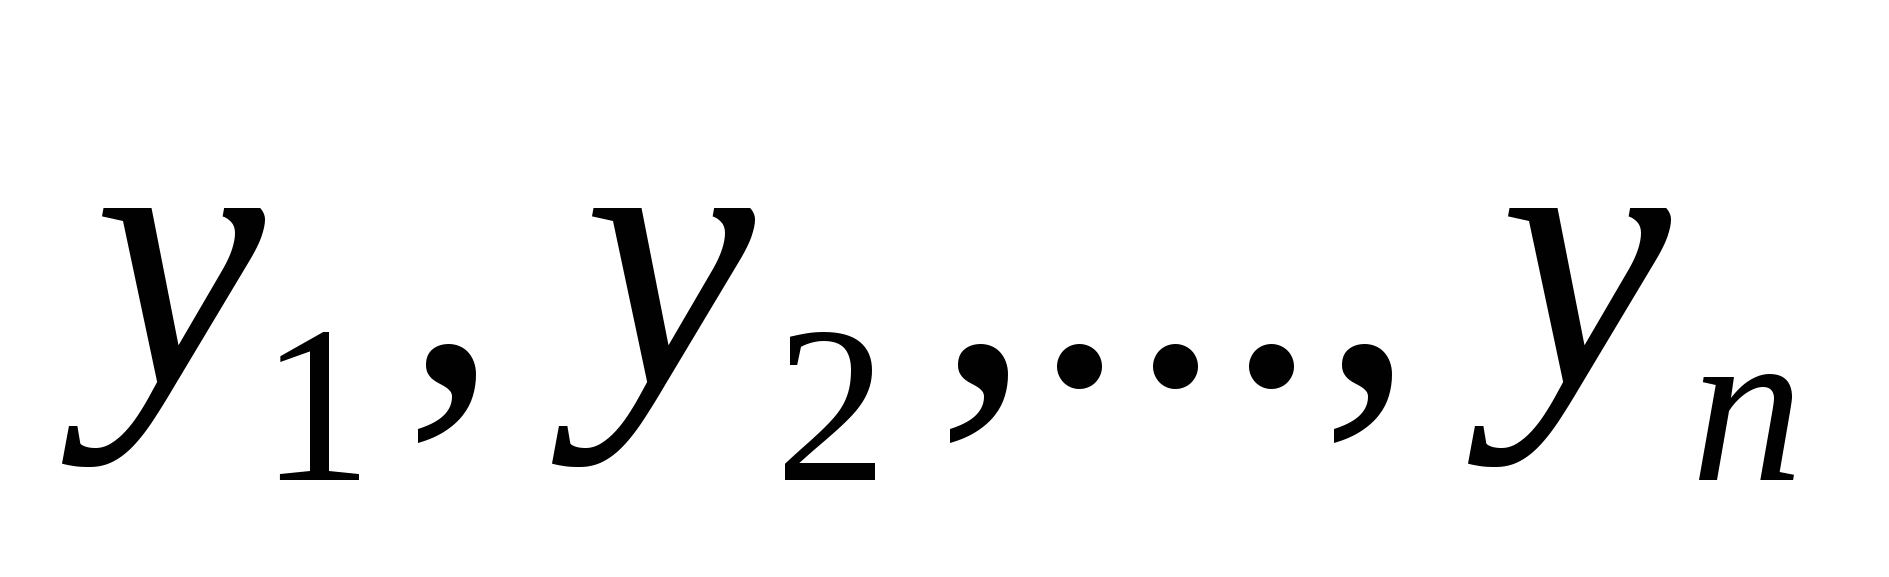 y₁, y₂,..., yₙ